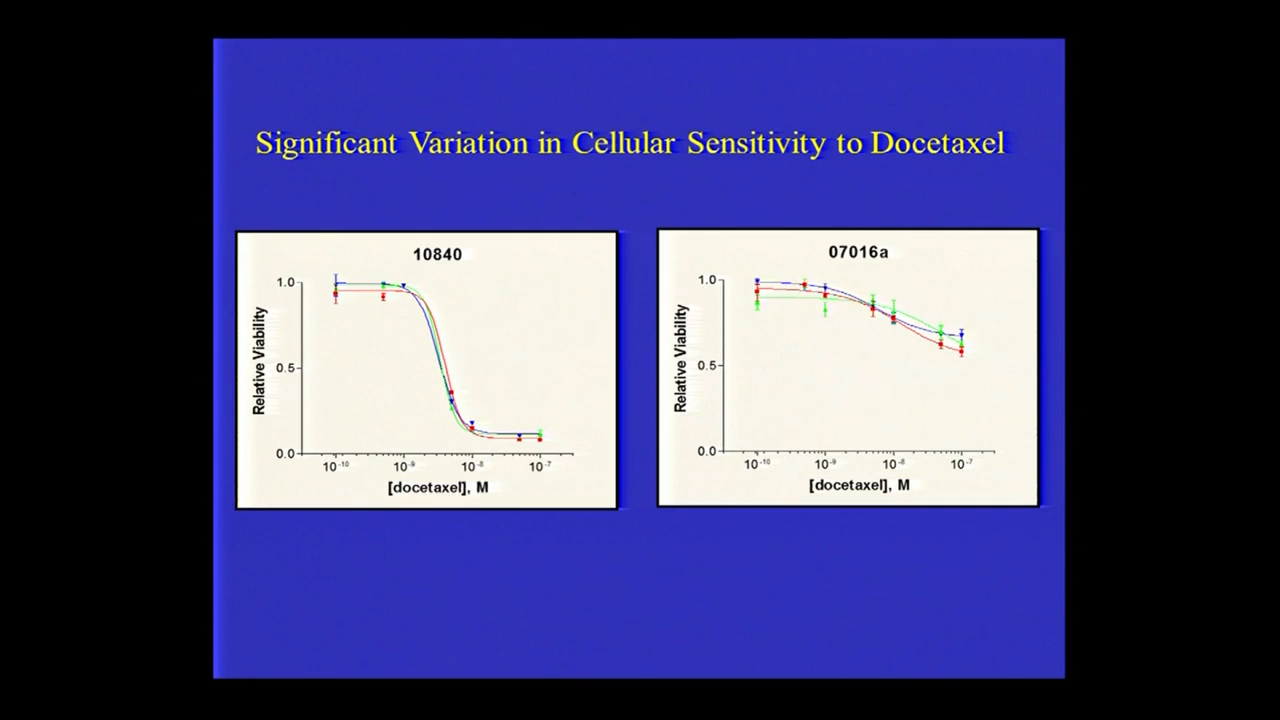 Significant Variation in Cellular Sensitivity to Docetaxel
10840
Relative Viability
1.0
0.5
0.0
10⁻¹⁰ 10⁻⁹ 10⁻⁸ 10⁻⁷
[docetaxel], M
07016a
Relative Viability
1.0
0.5
0.0
10⁻¹⁰ 10⁻⁹ 10⁻⁸ 10⁻⁷
[docetaxel], M